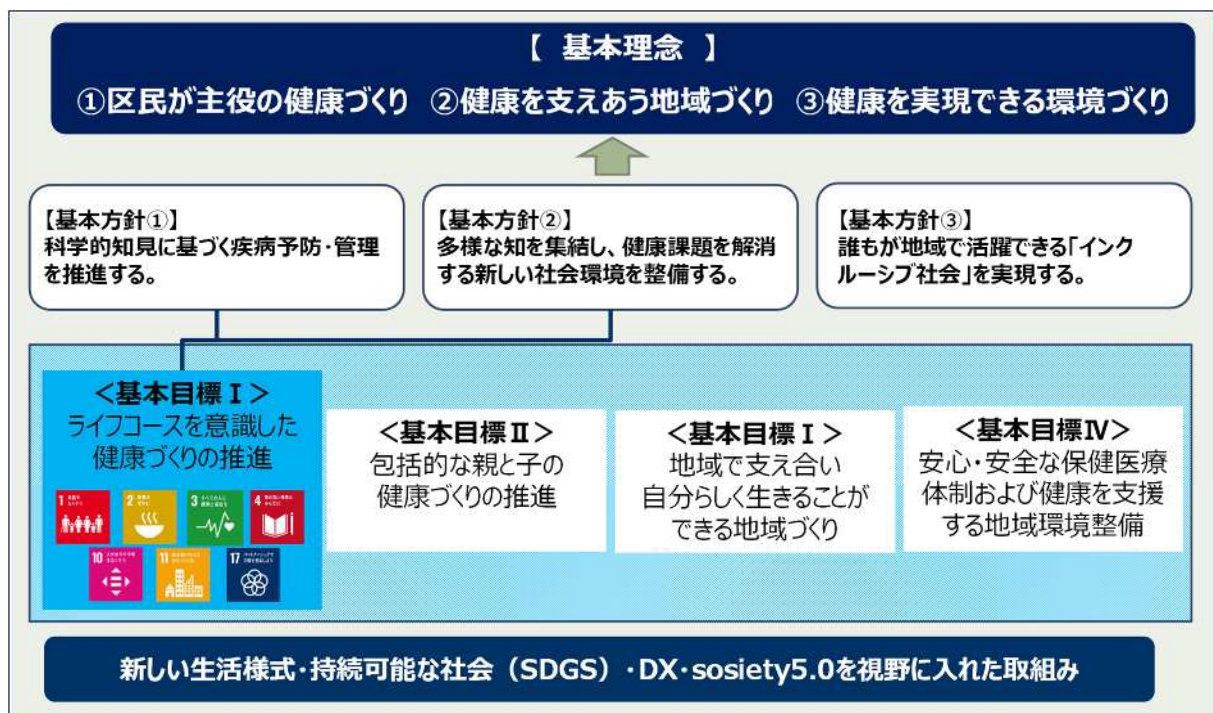 【 基本理念 】
①区民が主役の健康づくり ②健康を支えあう地域づくり ③健康を実現できる環境づくり
【基本方針①】
科学的知見に基づく疾病予防・管理
を推進する。
【基本方針②】
多様な知を集結し、健康課題を解消
する新しい社会環境を整備する。
【基本方針③】
誰もが地域で活躍できる「インク
ルーシブ社会」を実現する。
＜基本目標Ⅰ＞
ライフコースを意識した
健康づくりの推進
1
2
3
4
10
11
17
＜基本目標Ⅱ＞
包括的な親と子の
健康づくりの推進
＜基本目標Ⅰ＞
地域で支え合い
自分らしく生きることが
できる地域づくり
＜基本目標Ⅳ＞
安心・安全な保健医療
体制および健康を支援
する地域環境整備
新しい生活様式・持続可能な社会（SDGS）・DX・sosiety5.0を視野に入れた取組み